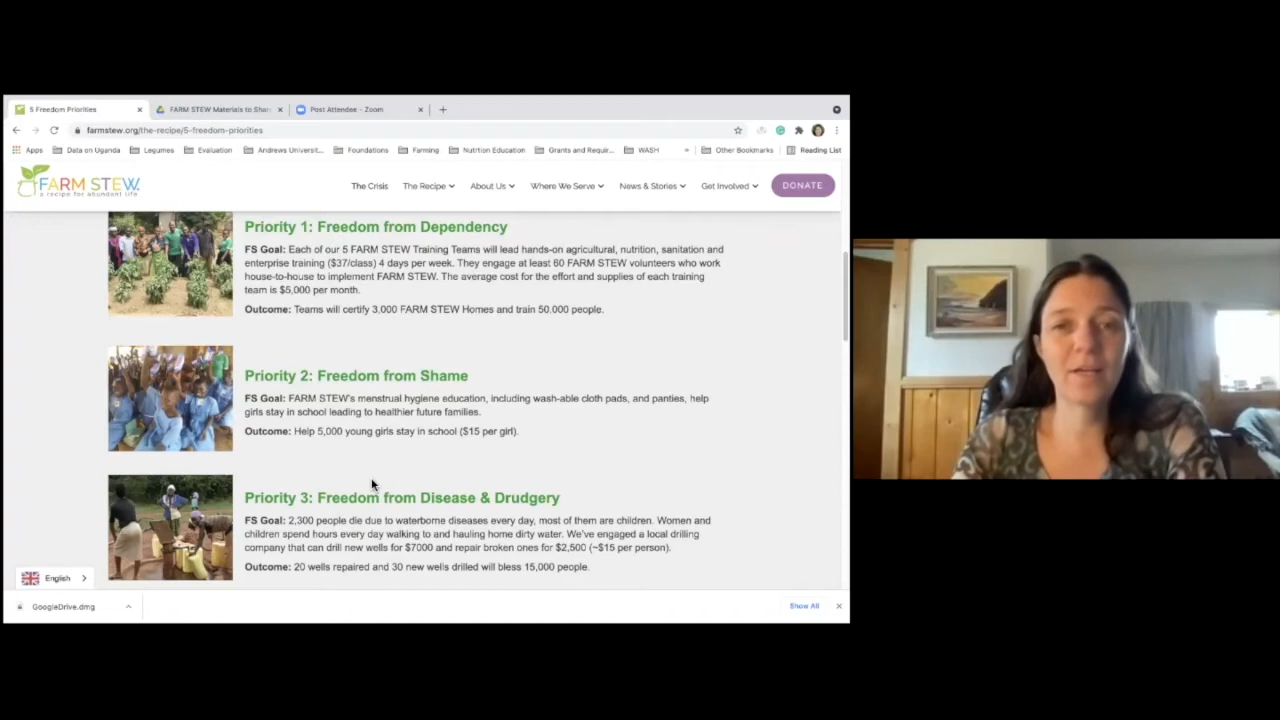 5 Freedom Priorities
FARM STEW Materials to Shar
Post Attendee - Zoom
farmstew.org/the-recipe/5-freedom-priorities
Apps
Data on Uganda
Legumes
Evaluation
Andrews Universit...
Foundations
Farming
Nutrition Education
Grants and Requir...
WASH
»
Other Bookmarks
Reading List
FARM STEW
a recipe for abundant life
The Crisis
The Recipe
About Us
Where We Serve
News & Stories
Get Involved
DONATE
Priority 1: Freedom from Dependency
FS Goal: Each of our 5 FARM STEW Training Teams will lead hands-on agricultural, nutrition, sanitation and
enterprise training ($37/class) 4 days per week. They engage at least 60 FARM STEW volunteers who work
house-to-house to implement FARM STEW. The average cost for the effort and supplies of each training
team is $5,000 per month.
Outcome: Teams will certify 3,000 FARM STEW Homes and train 50,000 people.
Priority 2: Freedom from Shame
FS Goal: FARM STEW's menstrual hygiene education, including wash-able cloth pads, and panties, help
girls stay in school leading to healthier future families.
Outcome: Help 5,000 young girls stay in school ($15 per girl).
Priority 3: Freedom from Disease & Drudgery
FS Goal: 2,300 people die due to waterborne diseases every day, most of them are children. Women and
children spend hours every day walking to and hauling home dirty water. We've engaged a local drilling
company that can drill new wells for $7000 and repair broken ones for $2,500 (~$15 per person).
Outcome: 20 wells repaired and 30 new wells drilled will bless 15,000 people.
English
GoogleDrive.dmg
Show All